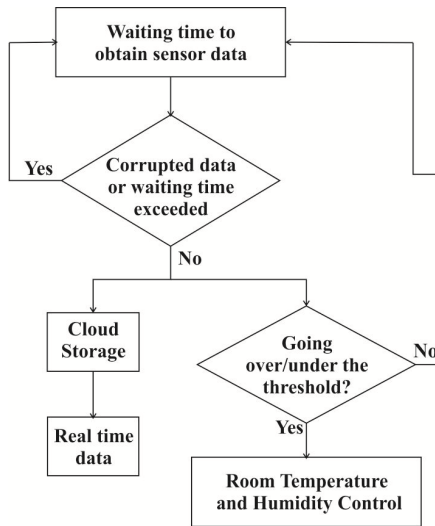 Waiting time to
obtain sensor data
Yes
Corrupted data
or waiting time
exceeded
No
Cloud
Storage
Going
over/under the
threshold?
No
Real time
data
Yes
Room Temperature
and Humidity Control